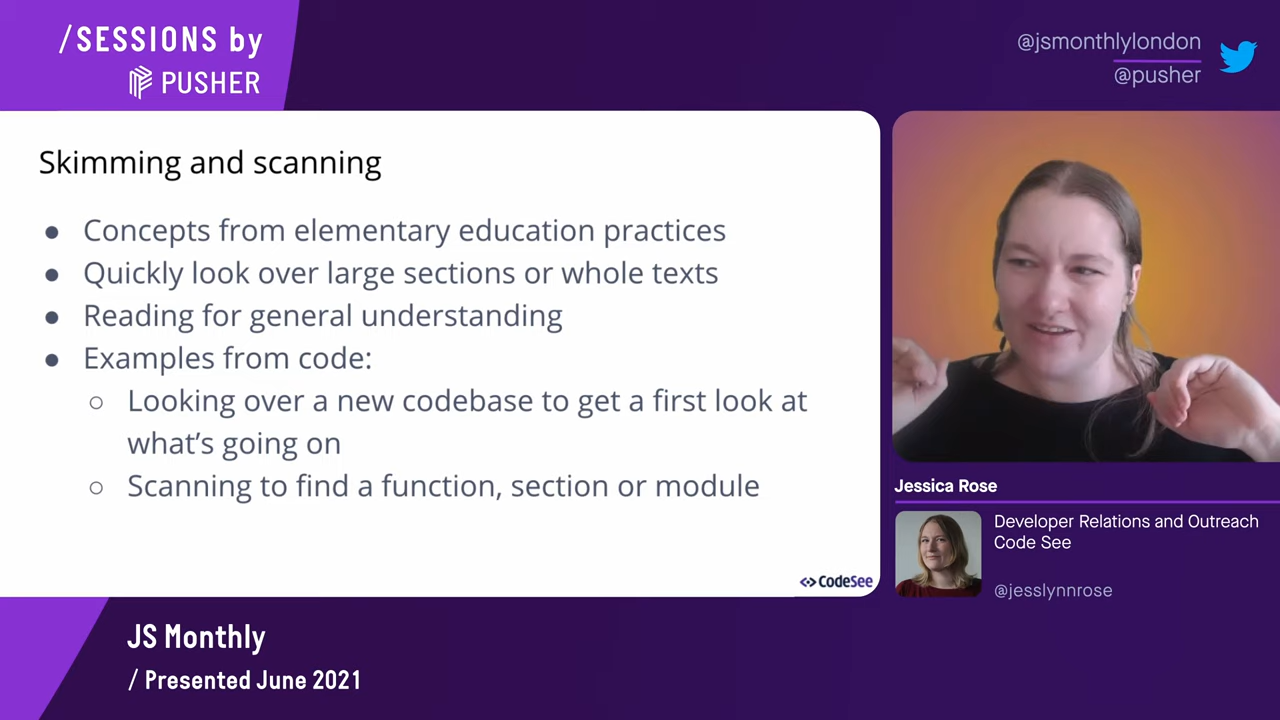 /SESSIONS by
PUSHER
@jsmonthlylondon
@pusher
Skimming and scanning
● Concepts from elementary education practices
● Quickly look over large sections or whole texts
● Reading for general understanding
● Examples from code:
○ Looking over a new codebase to get a first look at
what's going on
○ Scanning to find a function, section or module
CodeSee
Jessica Rose
Developer Relations and Outreach
Code See
@jesslynnrose
JS Monthly
/ Presented June 2021